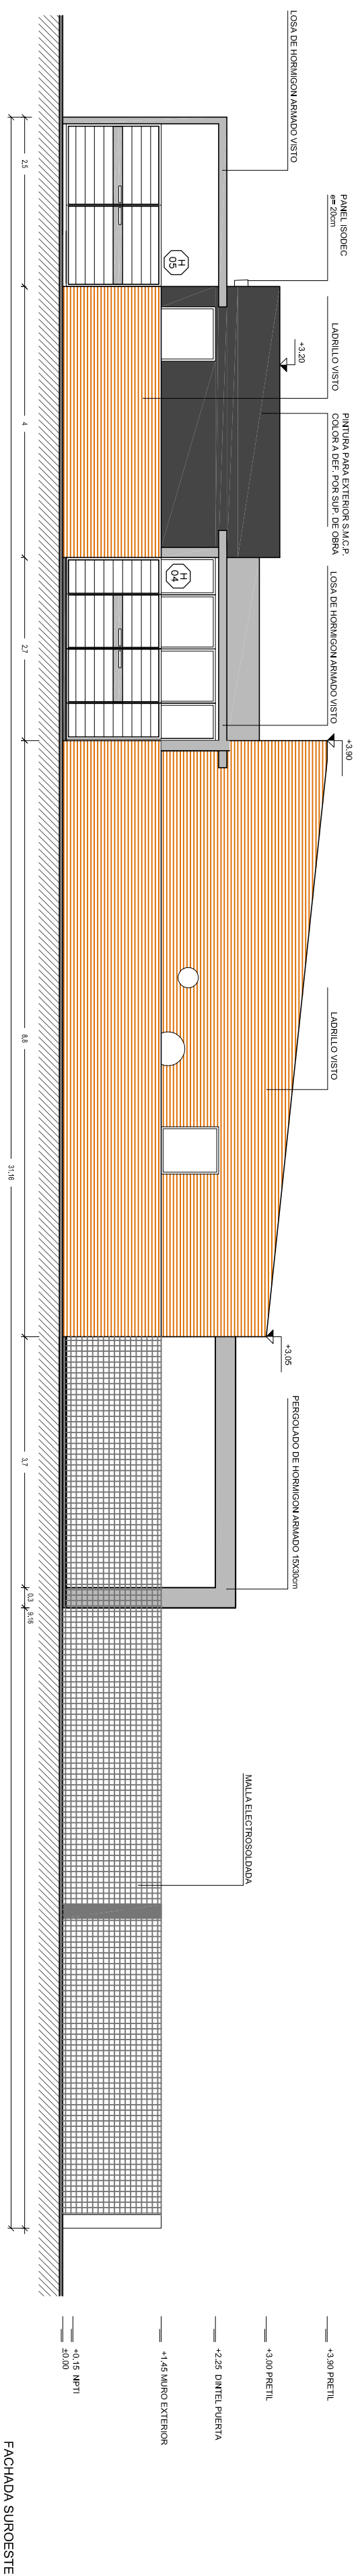 LOSA DE HORMIGON ARMADO VISTO
PANEL ISODEC
e= 20cm
LADRILLO VISTO
PINTURA PARA EXTERIOR S.M.C.P.
COLOR A DEF. POR SUP. DE OBRA
LOSA DE HORMIGON ARMADO VISTO
+3.20
+3.90
LADRILLO VISTO
+3.05
PERGOLADO DE HORMIGON ARMADO 15X30cm
MALLA ELECTROSOLDADA
H
05
H
04
+3.90 PRETIL
+3.00 PRETIL
+2.25 DINTEL PUERTA
+1.45 MURO EXTERIOR
+0.15 NPTI
±0.00
2,5
4
2,7
8,8
3,7
0,3
9,16
31,16
FACHADA SUROESTE